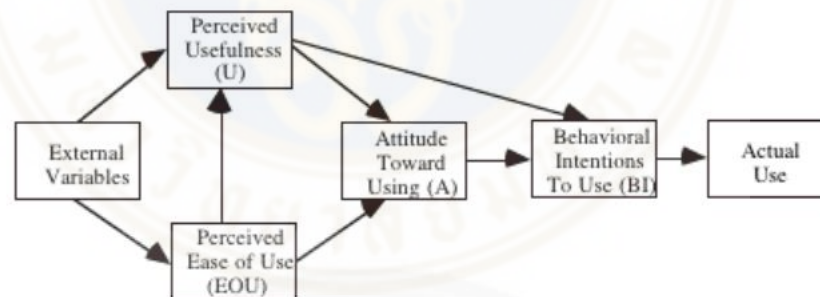 Perceived
Usefulness
(U)
External
Variables
Attitude
Toward
Using (A)
Behavioral
Intentions
To Use (BI)
Actual
Use
Perceived
Ease of Use
(EOU)